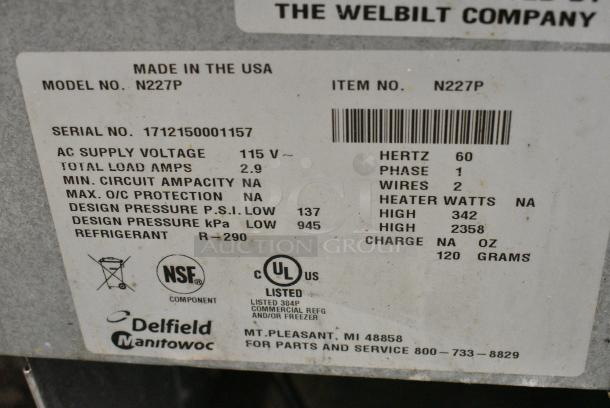 THE WELBILT COMPANY
MADE IN THE USA
MODEL NO. N227P ITEM NO. N227P
SERIAL NO. 1712150001157
AC SUPPLY VOLTAGE 115 V~ HERTZ 60
TOTAL LOAD AMPS 2.9 PHASE 1
MIN. CIRCUIT AMPACITY NA WIRES 2
MAX. O/C PROTECTION NA HEATER WATTS NA
DESIGN PRESSURE P.S.I. LOW 137 HIGH 342
DESIGN PRESSURE kPa LOW 945 HIGH 2358
REFRIGERANT R-290 CHARGE NA OZ
120 GRAMS
AUCTION GROUP
NSF®
COMPONENT
C UL US
LISTED
LISTED 384P
COMMERCIAL REFG
AND/OR FREEZER
Delfield
Manitowoc
MT.PLEASANT, MI 48858
FOR PARTS AND SERVICE 800-733-8829